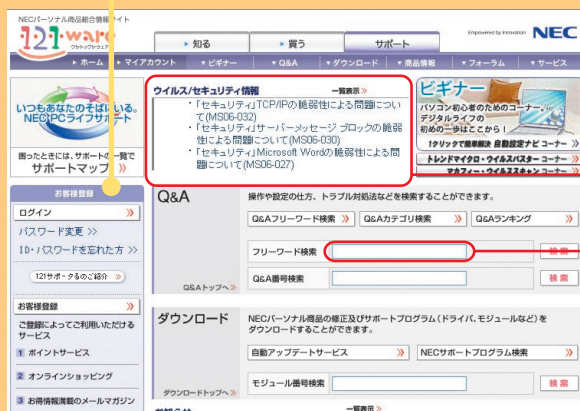 NECパーソナル商品総合情報サイト
121ware
Empowered by Innovation
NEC
知る
買う
サポート
ホーム
マイアカウント
ビギナー
Q&A
ダウンロード
商品情報
フォーラム
サービス
いつもあなたのそばにいる。
NEC PCライフサポート
困ったときには、サポートの一覧で
サポートマップ 》
お客様登録
ログイン 》
パスワード変更 》
ID・パスワードを忘れた方 》
121サポーターるのご紹介 》
お客様登録 》
ご登録によってご利用いただける
サービス
1 ポイントサービス
2 オンラインショッピング
3 お得情報満載のメールマガジン
ウイルス/セキュリティ情報
一覧表示 》
・「セキュリティ」TCP/IPの脆弱性による問題につい
て(MS06-032)
・「セキュリティ」サーバーメッセージ ブロックの脆弱
性による問題について(MS06-030)
・「セキュリティ」Microsoft Wordの脆弱性による問
題について(MS06-027)
ビギナー
パソコン初心者のためのコーナー。
デジタルライフの
初めの一歩はここから!
1クリックで簡単解決 自動設定ナビ コーナー 》
トレンドマイクロ・ウイルスバスター コーナー 》
マカフィー・ウイルススキャン コーナー 》
Q&A
操作や設定の仕方、トラブル対処法などを検索することができます。
Q&Aフリーワード検索 》
Q&Aカテゴリ検索 》
Q&Aランキング 》
フリーワード検索
検索
Q&A番号検索
検索
Q&Aトップへ 》
ダウンロード
NECパーソナル商品の修正及びサポートプログラム(ドライバ、モジュールなど)を
ダウンロードすることができます。
自動アップデートサービス 》
NECサポートプログラム検索 》
モジュール番号検索
検索
ダウンロードトップへ 》
お知らせ
一覧表示 》